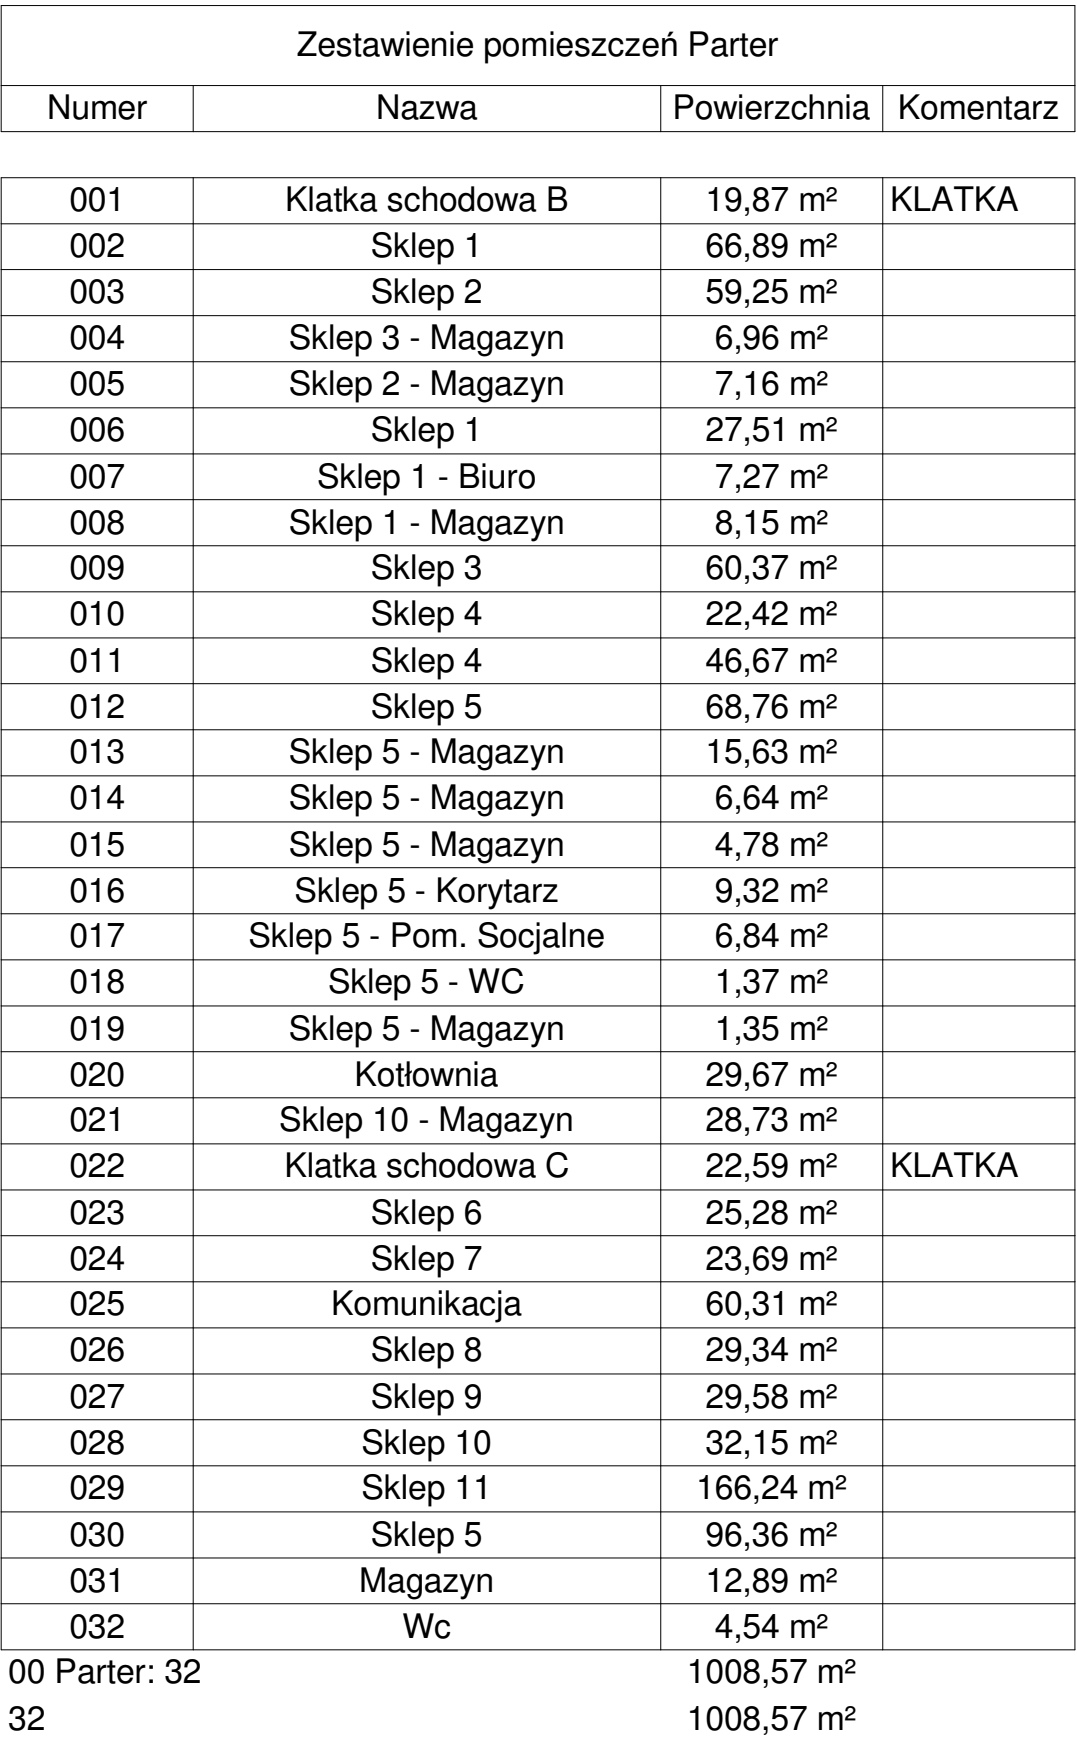 Zestawienie pomieszczeń Parter
Numer Nazwa Powierzchnia Komentarz
001 Klatka schodowa B 19,87 m² KLATKA
002 Sklep 1 66,89 m²
003 Sklep 2 59,25 m²
004 Sklep 3 - Magazyn 6,96 m²
005 Sklep 2 - Magazyn 7,16 m²
006 Sklep 1 27,51 m²
007 Sklep 1 - Biuro 7,27 m²
008 Sklep 1 - Magazyn 8,15 m²
009 Sklep 3 60,37 m²
010 Sklep 4 22,42 m²
011 Sklep 4 46,67 m²
012 Sklep 5 68,76 m²
013 Sklep 5 - Magazyn 15,63 m²
014 Sklep 5 - Magazyn 6,64 m²
015 Sklep 5 - Magazyn 4,78 m²
016 Sklep 5 - Korytarz 9,32 m²
017 Sklep 5 - Pom. Socjalne 6,84 m²
018 Sklep 5 - WC 1,37 m²
019 Sklep 5 - Magazyn 1,35 m²
020 Kotłownia 29,67 m²
021 Sklep 10 - Magazyn 28,73 m²
022 Klatka schodowa C 22,59 m² KLATKA
023 Sklep 6 25,28 m²
024 Sklep 7 23,69 m²
025 Komunikacja 60,31 m²
026 Sklep 8 29,34 m²
027 Sklep 9 29,58 m²
028 Sklep 10 32,15 m²
029 Sklep 11 166,24 m²
030 Sklep 5 96,36 m²
031 Magazyn 12,89 m²
032 Wc 4,54 m²
00 Parter: 32 1008,57 m²
32 1008,57 m²